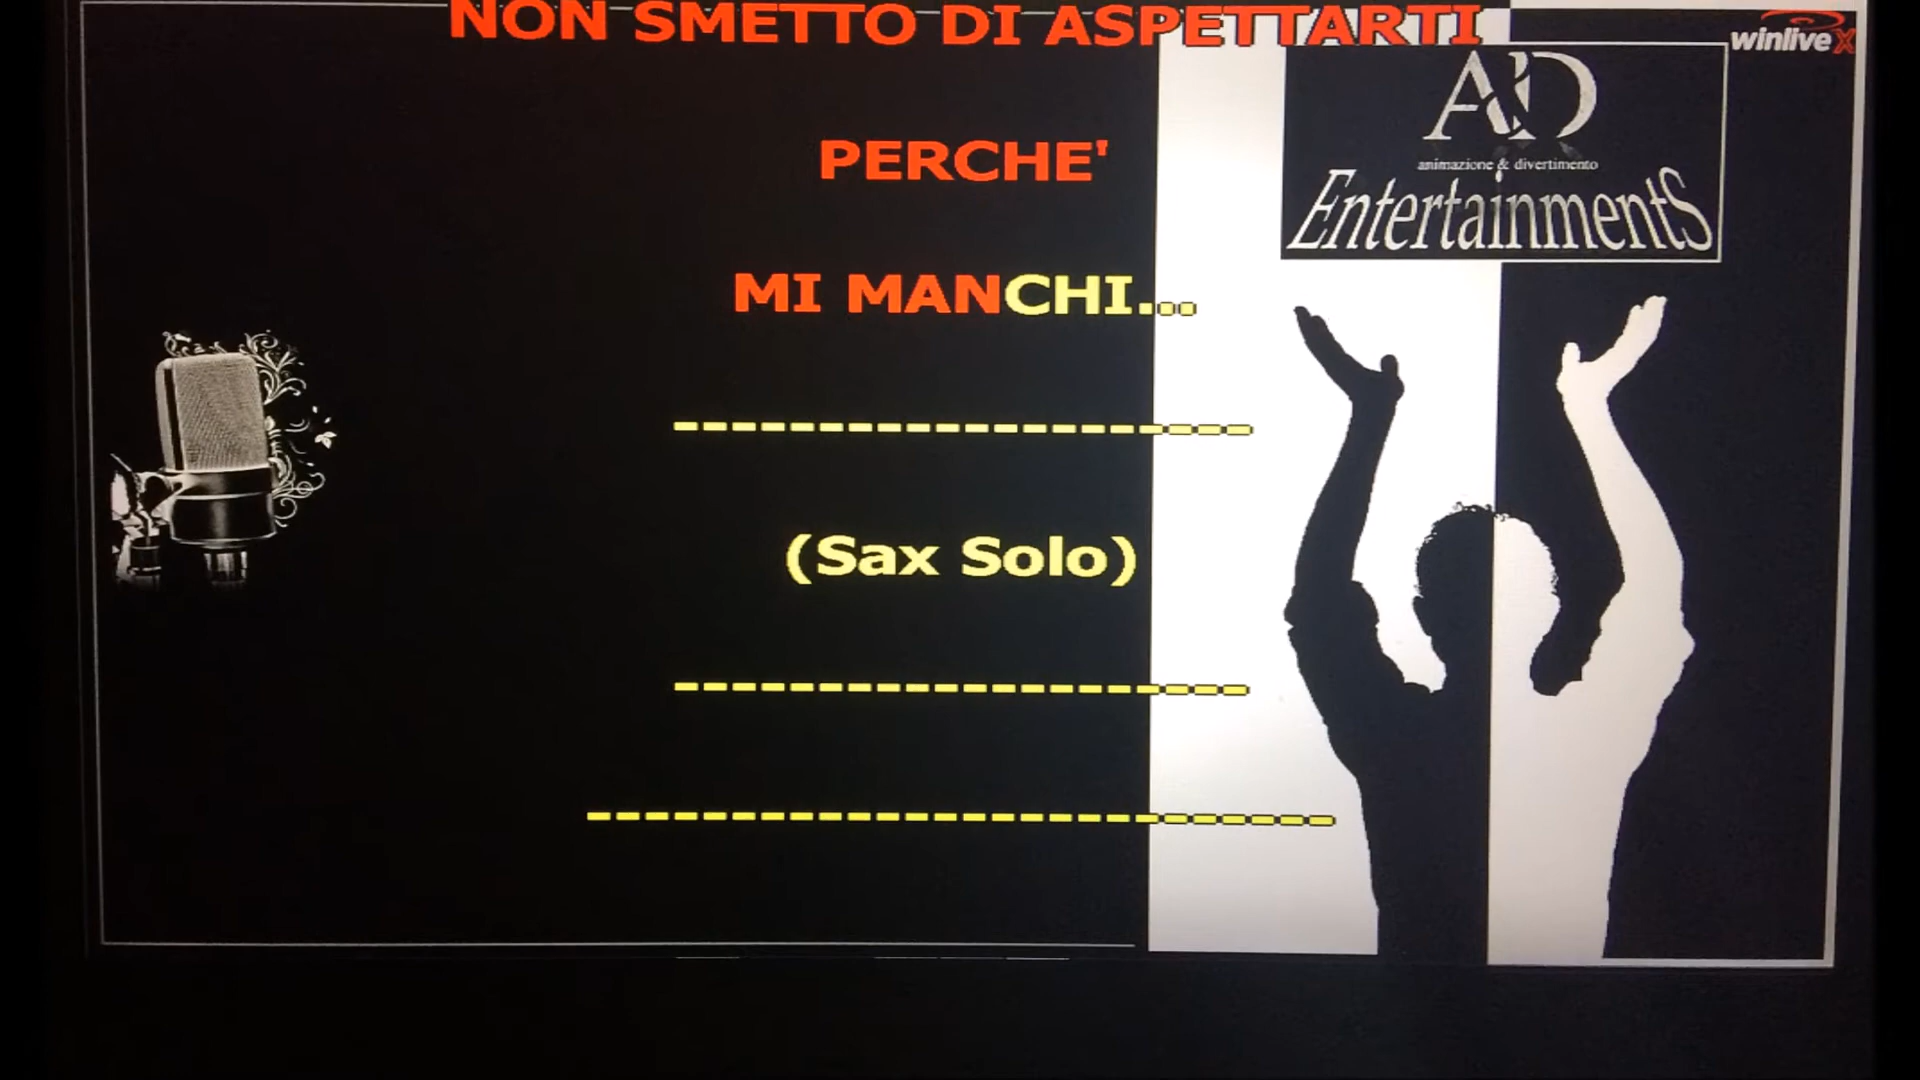 NON SMETTO DI ASPETTARTI
winlive X
A&D
animazione & divertimento
EntertainmentS
PERCHE'
MI MANCHI...
--------------------
(Sax Solo)
--------------------
--------------------------